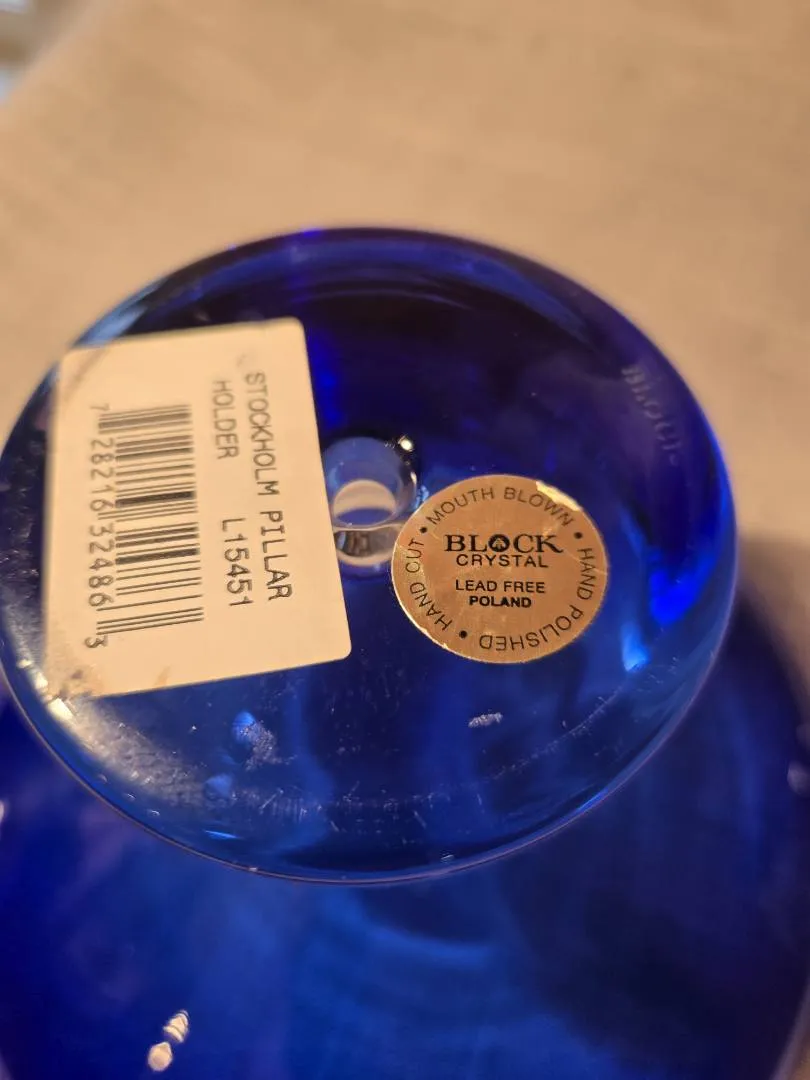 STOCKHOLM PILLAR
HOLDER L15451
7 28216 32486 3
• MOUTH BLOWN • HAND POLISHED • HAND CUT
BLOCK
CRYSTAL
LEAD FREE
POLAND